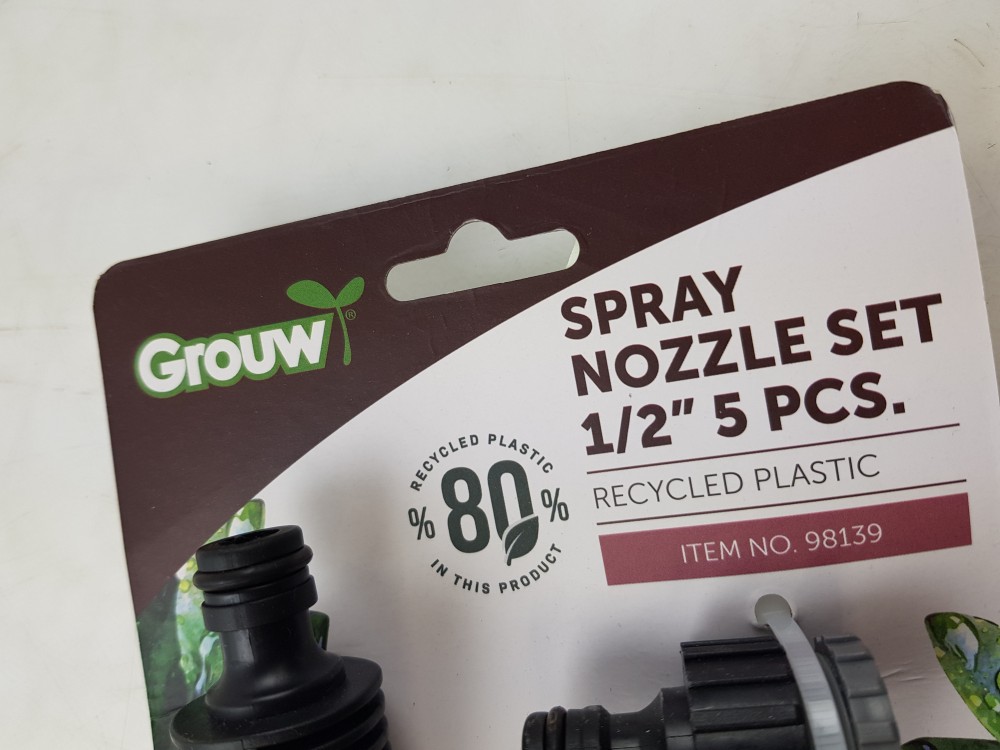 Grouw®
SPRAY
NOZZLE SET
1/2" 5 PCS.
RECYCLED PLASTIC
ITEM NO. 98139
RECYCLED PLASTIC
% 80 %
IN THIS PRODUCT